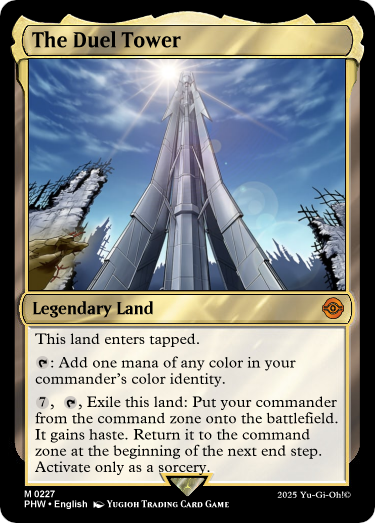 The Duel Tower
Legendary Land
This land enters tapped.
: Add one mana of any color in your
commander's color identity.
7, , Exile this land: Put your commander
from the command zone onto the battlefield.
It gains haste. Return it to the command
zone at the beginning of the next end step.
Activate only as a sorcery.
M 0227
PHW • English YUGIOH TRADING CARD GAME
2025 Yu-Gi-Oh!©